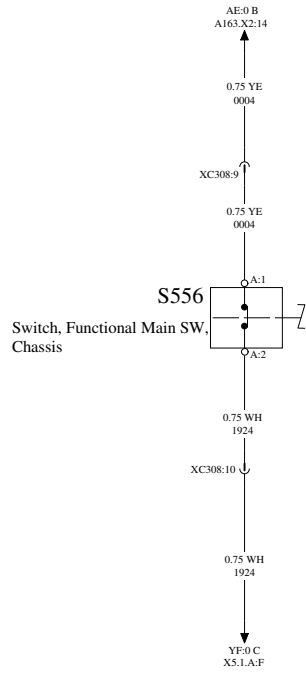 AE:0 B
A163.X2:14
0.75 YE
0004
XC308:9
0.75 YE
0004
A:1
S556
Switch, Functional Main SW,
Chassis
A:2
0.75 WH
1924
XC308:10
0.75 WH
1924
YF:0 C
X5.1.A:F